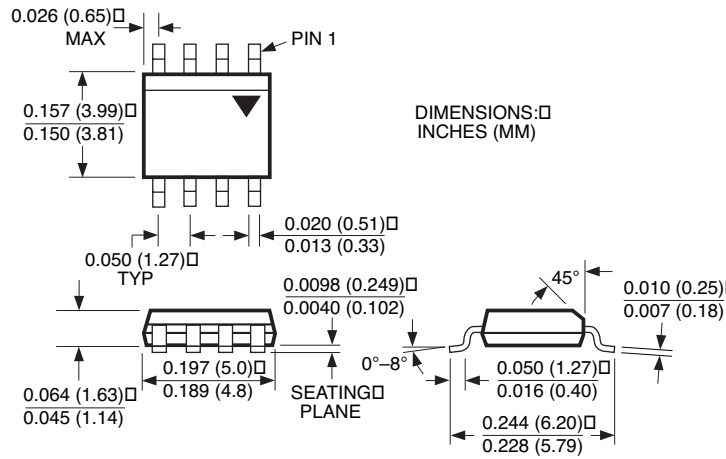 0.026 (0.65)
MAX
PIN 1
0.157 (3.99)
0.150 (3.81)
DIMENSIONS:
INCHES (MM)
0.050 (1.27)
TYP
0.020 (0.51)
0.013 (0.33)
0.0098 (0.249)
0.0040 (0.102)
45°
0.010 (0.25)
0.007 (0.18)
0°–8°
0.064 (1.63)
0.045 (1.14)
0.197 (5.0)
0.189 (4.8)
SEATING
PLANE
0.050 (1.27)
0.016 (0.40)
0.244 (6.20)
0.228 (5.79)